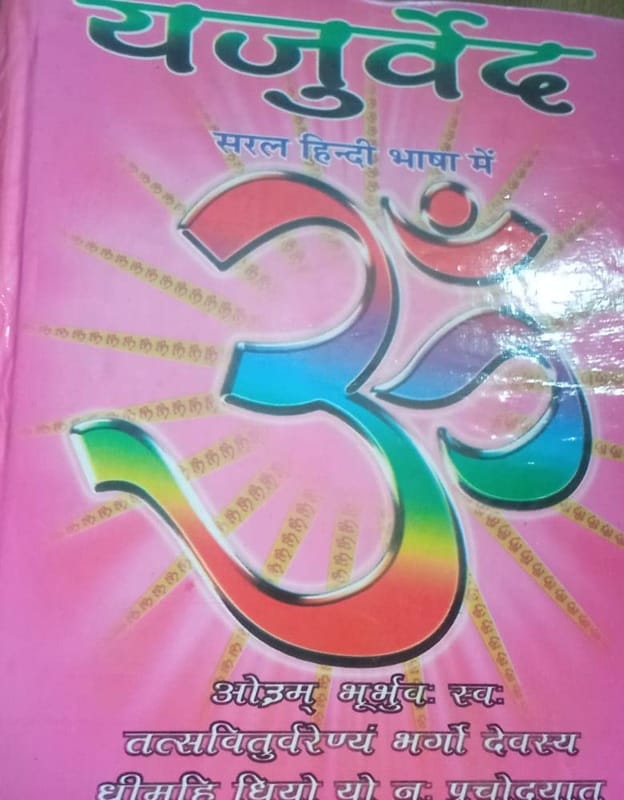 यजुर्वेद
सरल हिन्दी भाषा में
ॐ
ओ३म् भूर्भुवः स्वः
तत्सवितुर्वरेण्यं भर्गो देवस्य
धीमहि धियो यो नः प्रचोदयात्